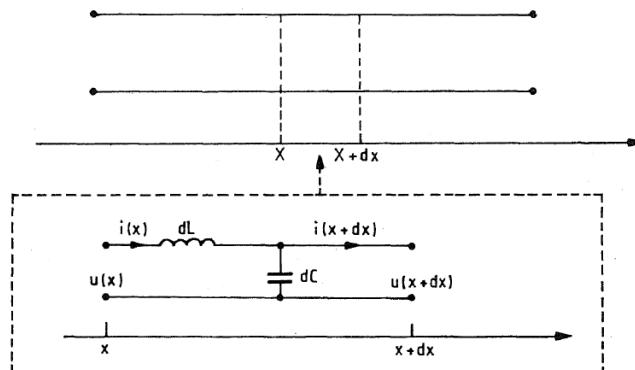 X X+dx
i(x) dL i(x+dx)
u(x) dC u(x+dx)
x x+dx